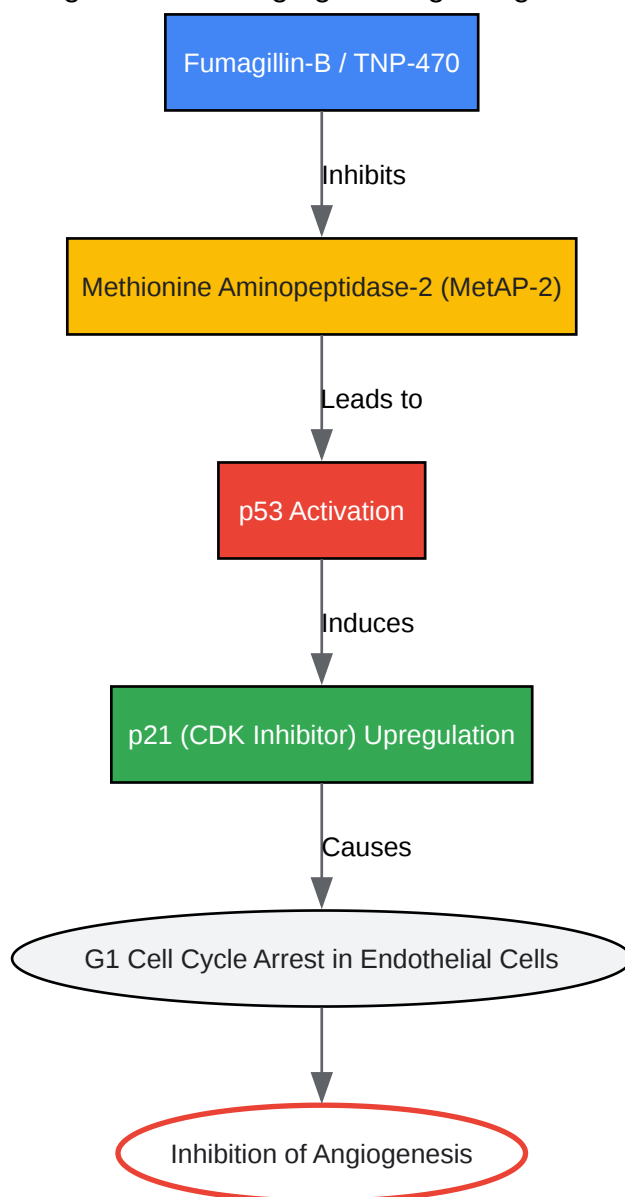 Fumagillin-B / TNP-470
Inhibits
Methionine Aminopeptidase-2 (MetAP-2)
Leads to
p53 Activation
Induces
p21 (CDK Inhibitor) Upregulation
Causes
G1 Cell Cycle Arrest in Endothelial Cells
Inhibition of Angiogenesis